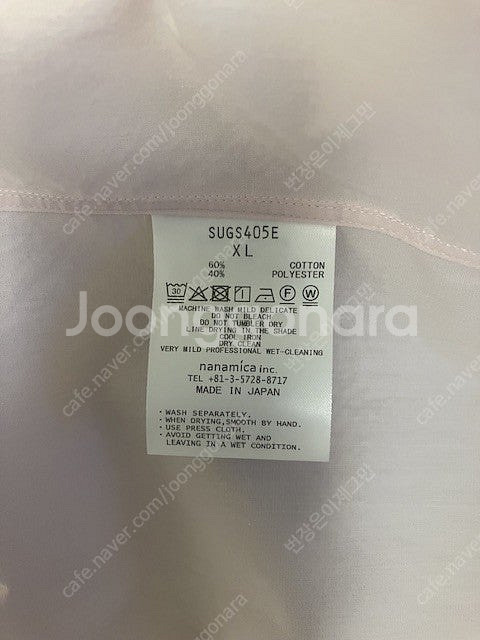 SUGS405E
XL
60% COTTON
40% POLYESTER
30
MACHINE WASH MILD DELICATE
DO NOT BLEACH
DO NOT TUMBLER DRY
LINE DRYING IN THE SHADE
COOL IRON
DRY CLEAN
VERY MILD PROFESSIONAL WET-CLEANING
nanamica inc.
TEL +81-3-5728-8717
MADE IN JAPAN
・WASH SEPARATELY.
・WHEN DRYING,SMOOTH BY HAND.
・USE PRESS CLOTH.
・AVOID GETTING WET AND
LEAVING IN A WET CONDITION.
Joonggonara
cafe.naver.com/joonggonara